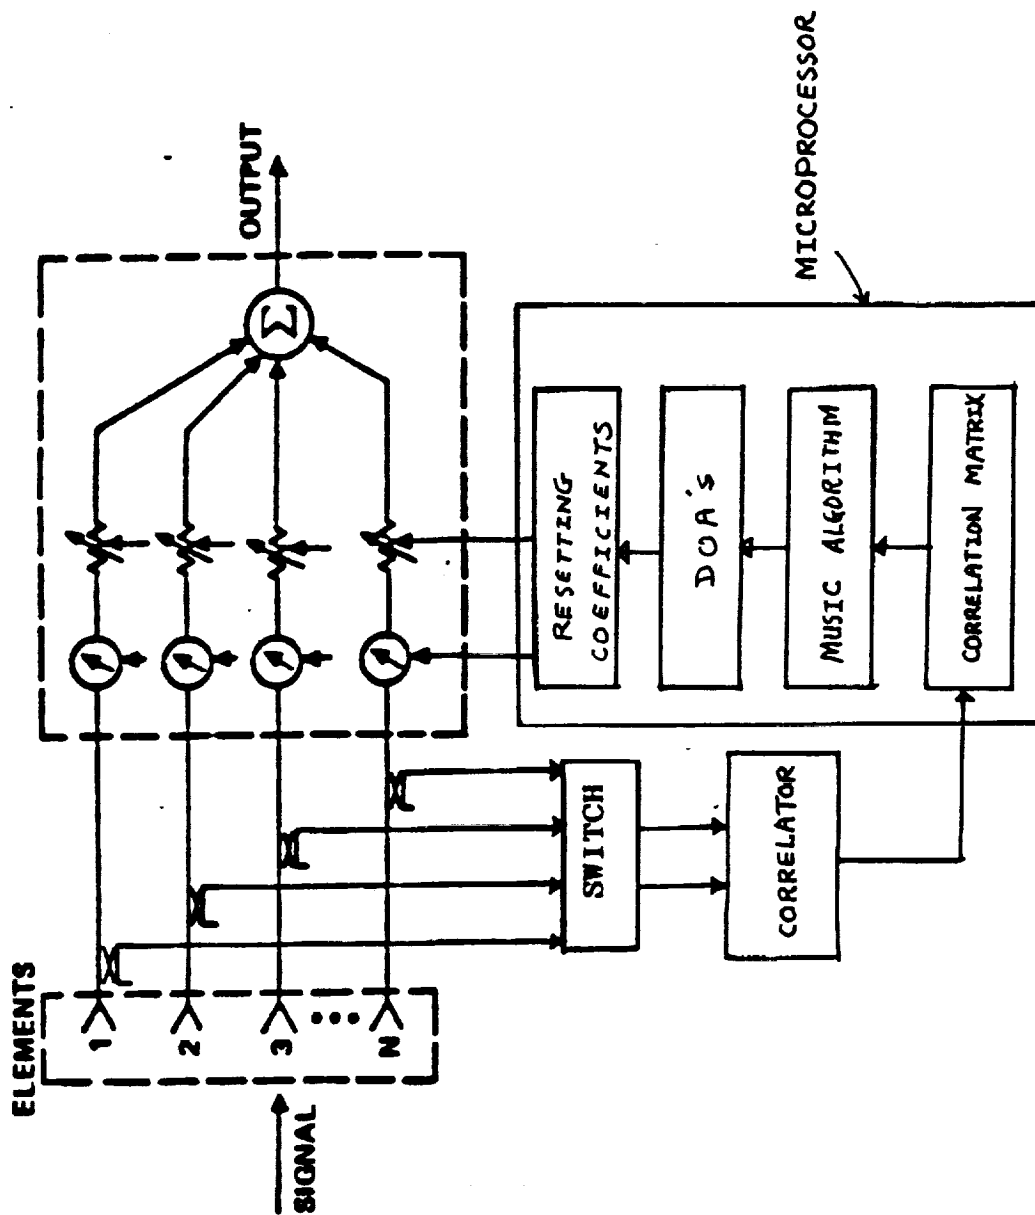 ELEMENTS
SIGNAL
1
2
3
N
OUTPUT
Σ
SWITCH
CORRELATOR
RESETTING
COEFFICIENTS
DOA's
MUSIC ALGORITHM
CORRELATION MATRIX
MICROPROCESSOR